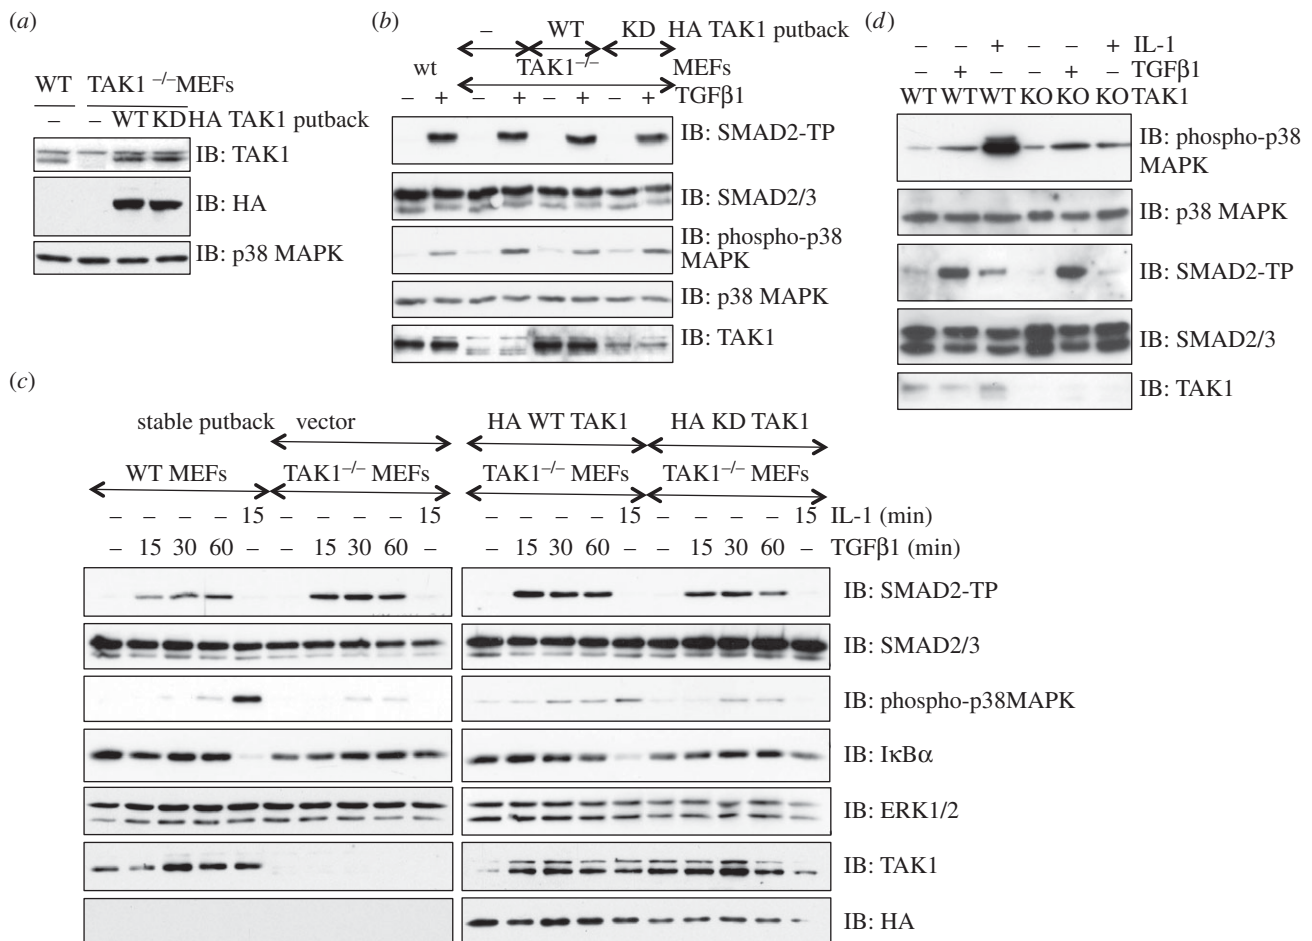 (a)
WT TAK1 –/–MEFs
– – WT KD HA TAK1 putback
IB: TAK1
IB: HA
IB: p38 MAPK
(b)
– WT KD HA TAK1 putback
wt TAK1–/– MEFs
– + – + – + – + TGFβ1
IB: SMAD2-TP
IB: SMAD2/3
IB: phospho-p38
MAPK
IB: p38 MAPK
IB: TAK1
(d)
– – + – – + IL-1
– + – – + – TGFβ1
WT WT WT KO KO KO TAK1
IB: phospho-p38
MAPK
IB: p38 MAPK
IB: SMAD2-TP
IB: SMAD2/3
IB: TAK1
(c)
stable putback vector HA WT TAK1 HA KD TAK1
WT MEFs TAK1–/– MEFs TAK1–/– MEFs TAK1–/– MEFs
– – – – 15 – – – – 15 – – – – 15 – – – – 15 IL-1 (min)
– 15 30 60 – – 15 30 60 – – 15 30 60 – – 15 30 60 – TGFβ1 (min)
IB: SMAD2-TP
IB: SMAD2/3
IB: phospho-p38MAPK
IB: IκBα
IB: ERK1/2
IB: TAK1
IB: HA